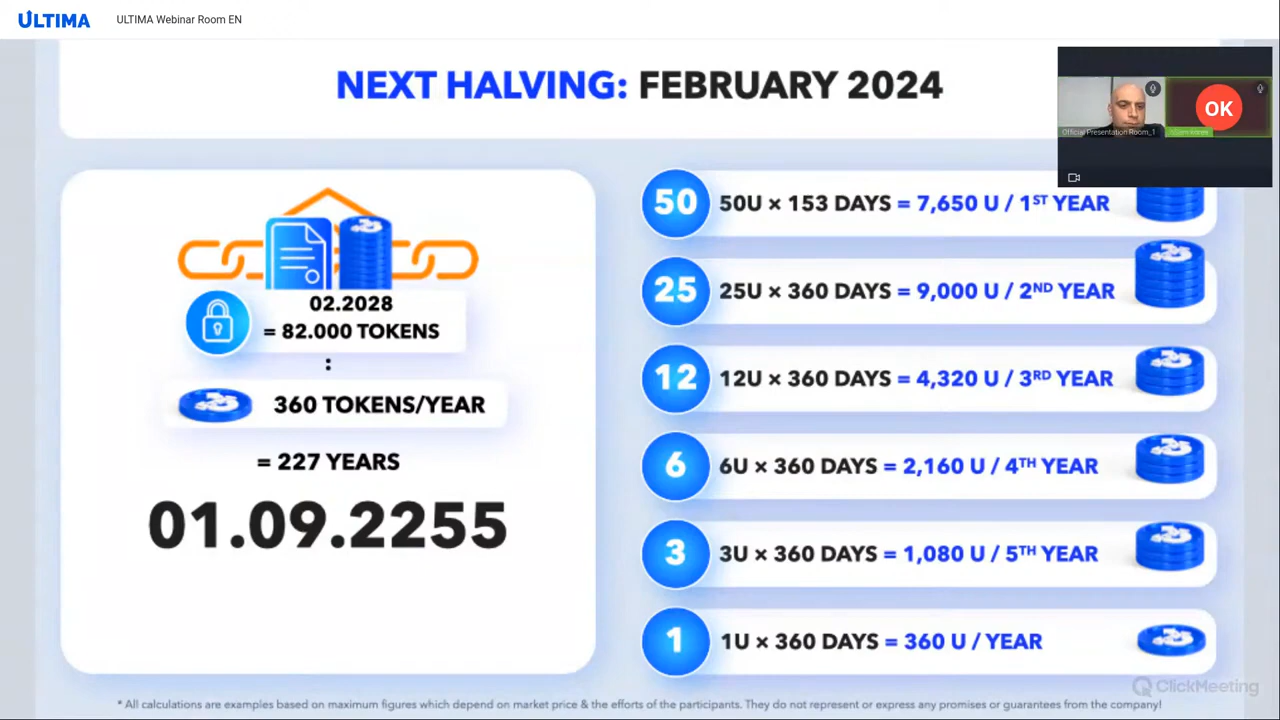 ULTIMA
ULTIMA Webinar Room EN
NEXT HALVING: FEBRUARY 2024
OK
Official Presentation Room_1
02.2028
= 82.000 TOKENS
:
360 TOKENS/YEAR
= 227 YEARS
01.09.2255
50 50U × 153 DAYS = 7,650 U / 1ST YEAR
25 25U × 360 DAYS = 9,000 U / 2ND YEAR
12 12U × 360 DAYS = 4,320 U / 3RD YEAR
6 6U × 360 DAYS = 2,160 U / 4TH YEAR
3 3U × 360 DAYS = 1,080 U / 5TH YEAR
1 1U × 360 DAYS = 360 U / YEAR
ClickMeeting
* All calculations are examples based on maximum figures which depend on market price & the efforts of the participants. They do not represent or express any promises or guarantees from the company!